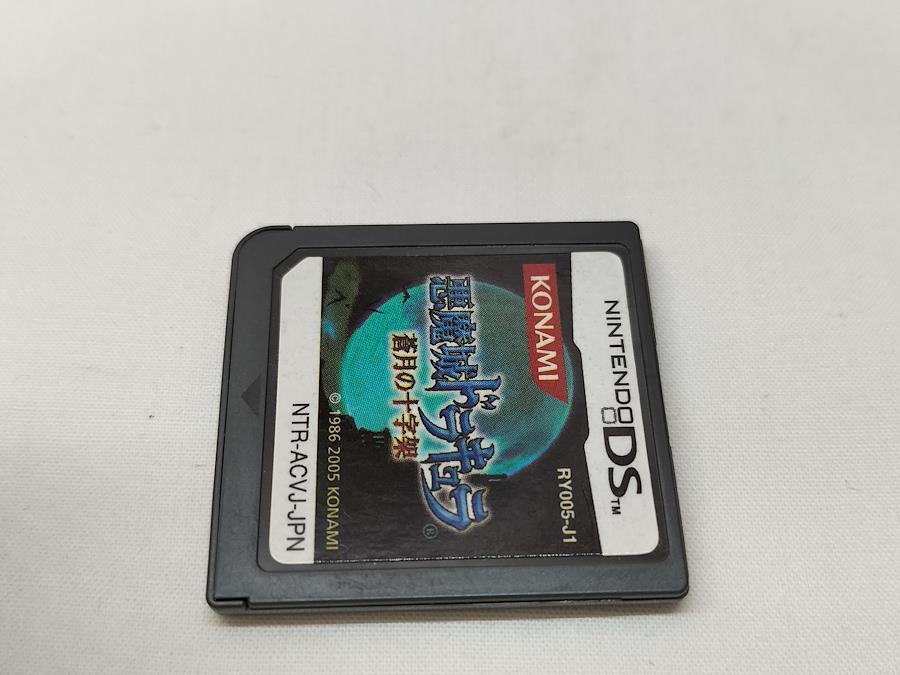 NINTENDO DS™
KONAMI
RY005-J1
悪魔城ドラキュラ®
蒼月の十字架
© 1986 2005 KONAMI
NTR-ACVJ-JPN